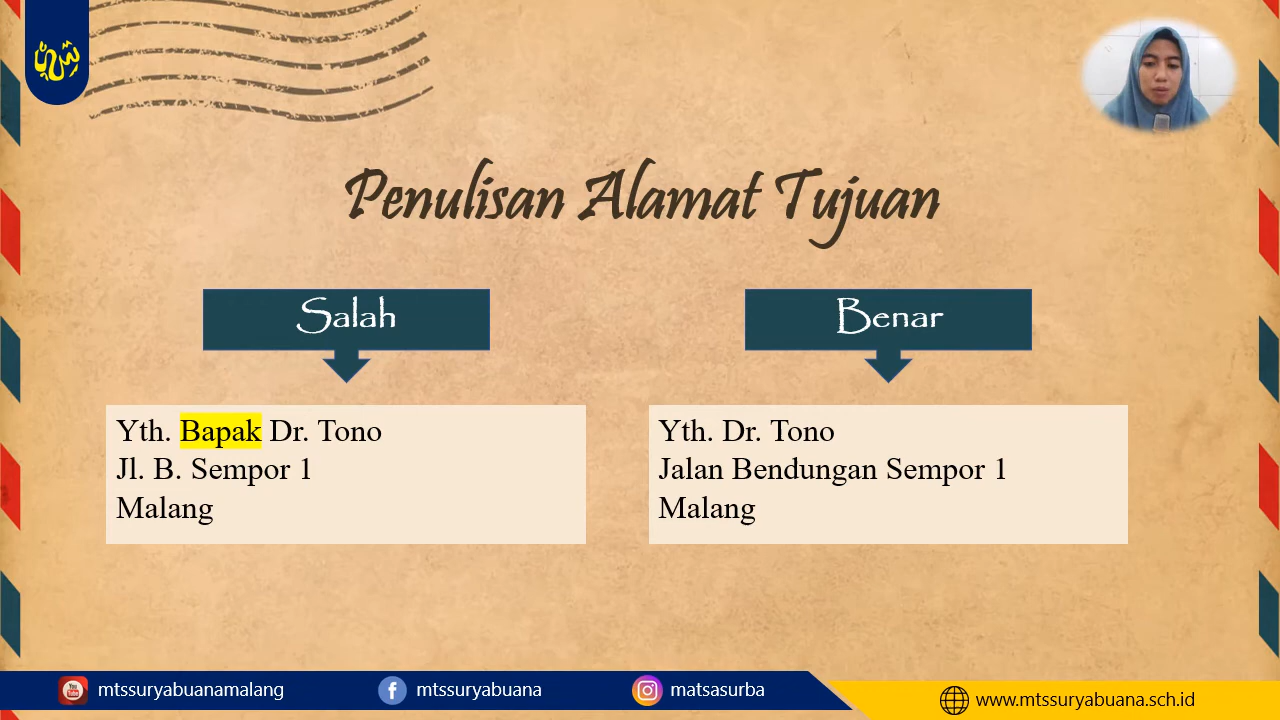 Penulisan Alamat Tujuan
Salah
Benar
Yth. Bapak Dr. Tono
Jl. B. Sempor 1
Malang
Yth. Dr. Tono
Jalan Bendungan Sempor 1
Malang
mtssuryabuanamalang
mtssuryabuana
matsasurba
www.mtssuryabuana.sch.id